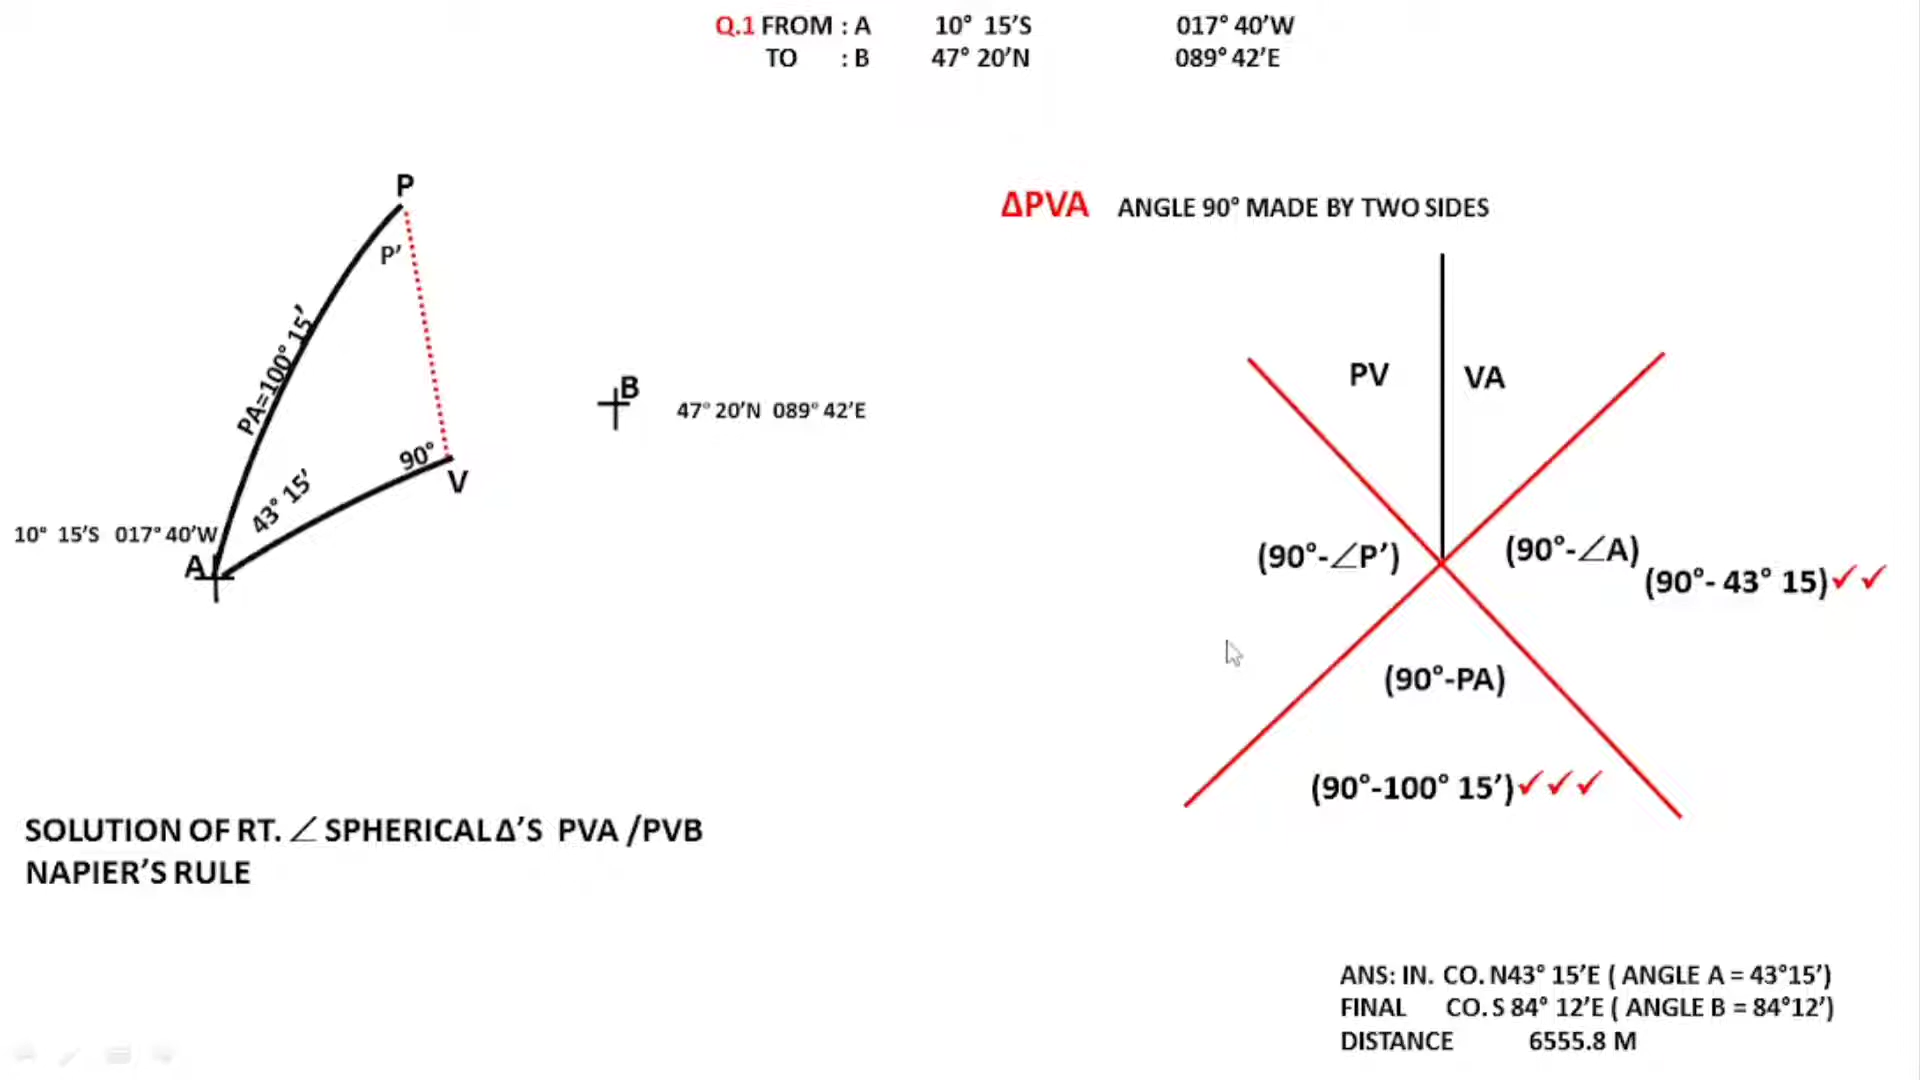 Q.1 FROM : A 10° 15’S 017° 40’W
TO : B 47° 20’N 089° 42’E
P
P’
PA=100° 15’
∆PVA ANGLE 90° MADE BY TWO SIDES
PV VA
B
47° 20’N 089° 42’E
90°
V
43° 15’
10° 15’S 017° 40’W
A
(90°-∠P’) (90°-∠A)
(90°- 43° 15)✓✓
(90°-PA)
(90°-100° 15’)✓✓✓
SOLUTION OF RT. ∠ SPHERICAL ∆’S PVA /PVB
NAPIER’S RULE
ANS: IN. CO. N43° 15’E ( ANGLE A = 43°15’)
FINAL CO. S 84° 12’E ( ANGLE B = 84°12’)
DISTANCE 6555.8 M